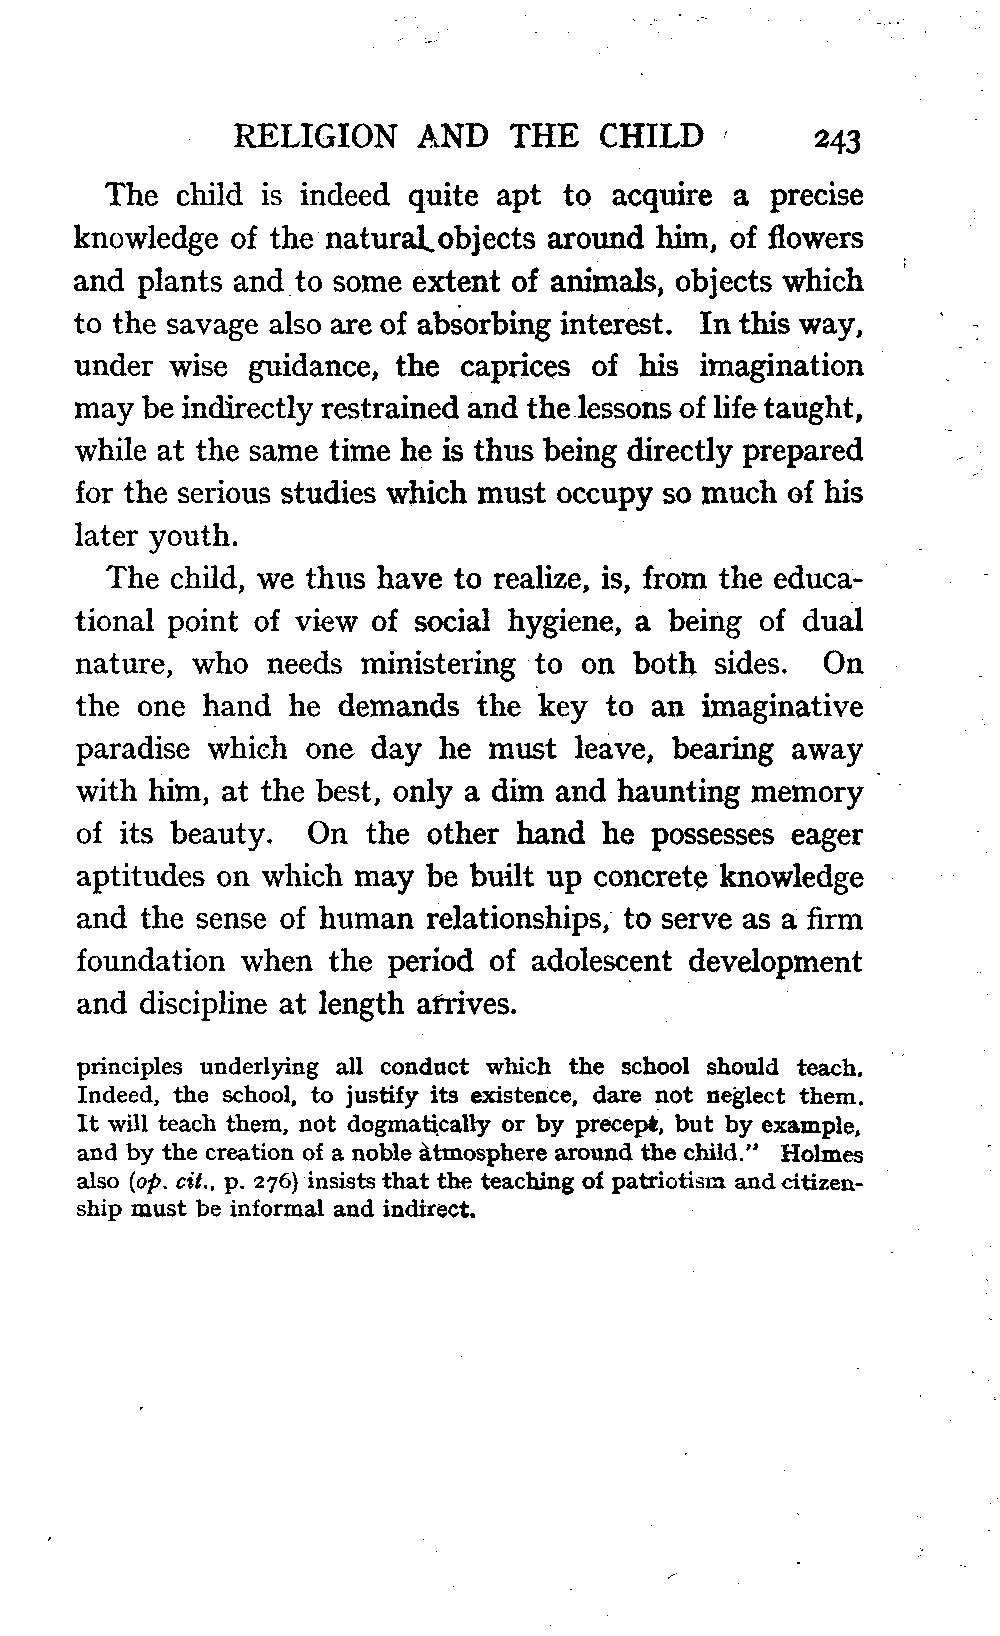 RELIGION AND THE CHILD 243
The child is indeed quite apt to acquire a precise
knowledge of the natural objects around him, of flowers
and plants and to some extent of animals, objects which
to the savage also are of absorbing interest. In this way,
under wise guidance, the caprices of his imagination
may be indirectly restrained and the lessons of life taught,
while at the same time he is thus being directly prepared
for the serious studies which must occupy so much of his
later youth.
The child, we thus have to realize, is, from the educa-
tional point of view of social hygiene, a being of dual
nature, who needs ministering to on both sides. On
the one hand he demands the key to an imaginative
paradise which one day he must leave, bearing away
with him, at the best, only a dim and haunting memory
of its beauty. On the other hand he possesses eager
aptitudes on which may be built up concrete knowledge
and the sense of human relationships, to serve as a firm
foundation when the period of adolescent development
and discipline at length arrives.
principles underlying all conduct which the school should teach.
Indeed, the school, to justify its existence, dare not neglect them.
It will teach them, not dogmatically or by precept, but by example,
and by the creation of a noble atmosphere around the child." Holmes
also (op. cit., p. 276) insists that the teaching of patriotism and citizen-
ship must be informal and indirect.